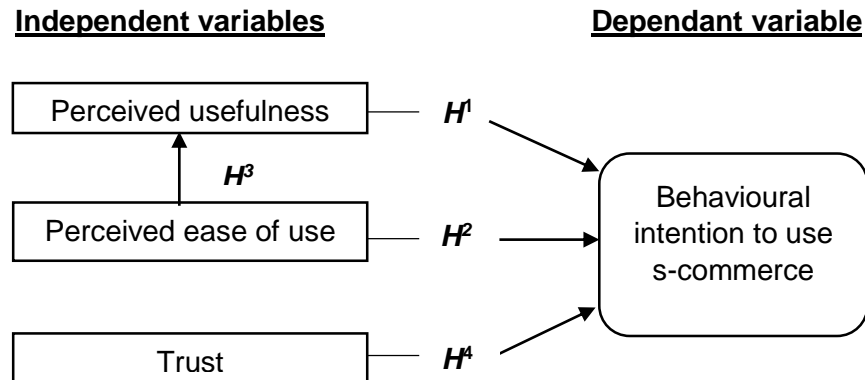 Independent variables
Dependant variable
Perceived usefulness
H¹
H³
Perceived ease of use
H²
Behavioural
intention to use
s-commerce
Trust
H⁴